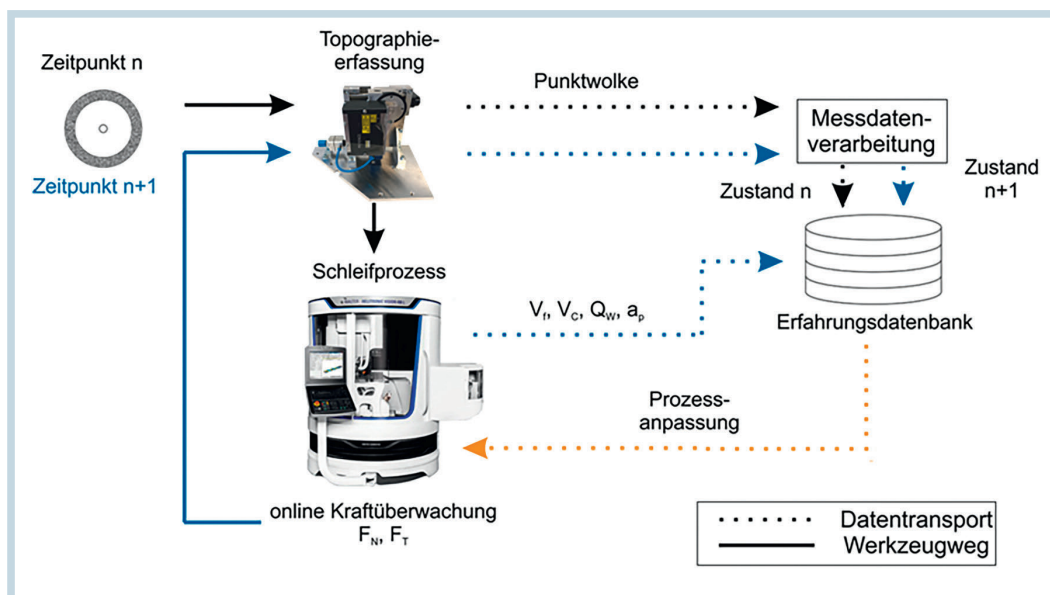 Topographie-
erfassung
Zeitpunkt n
Zeitpunkt n+1
Punktwolke
Messdaten-
verarbeitung
Zustand n
Zustand
n+1
Schleifprozess
Vf, Vc, Qw, ap
Erfahrungsdatenbank
Prozess-
anpassung
online Kraftüberwachung
FN, FT
Datentransport
Werkzeugweg